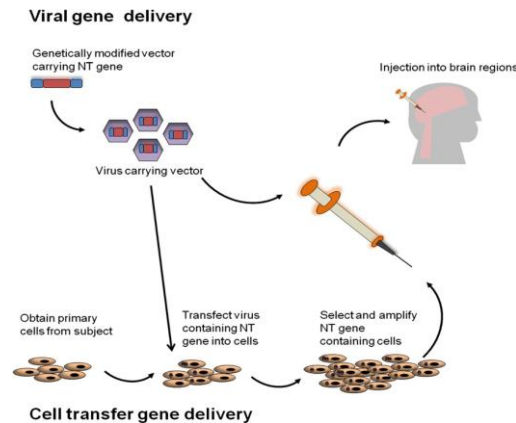 Viral gene delivery
Genetically modified vector
carrying NT gene
Injection into brain regions
Virus carrying vector
Obtain primary
cells from subject
Transfect virus
containing NT
gene into cells
Select and amplify
NT gene
containing cells
Cell transfer gene delivery